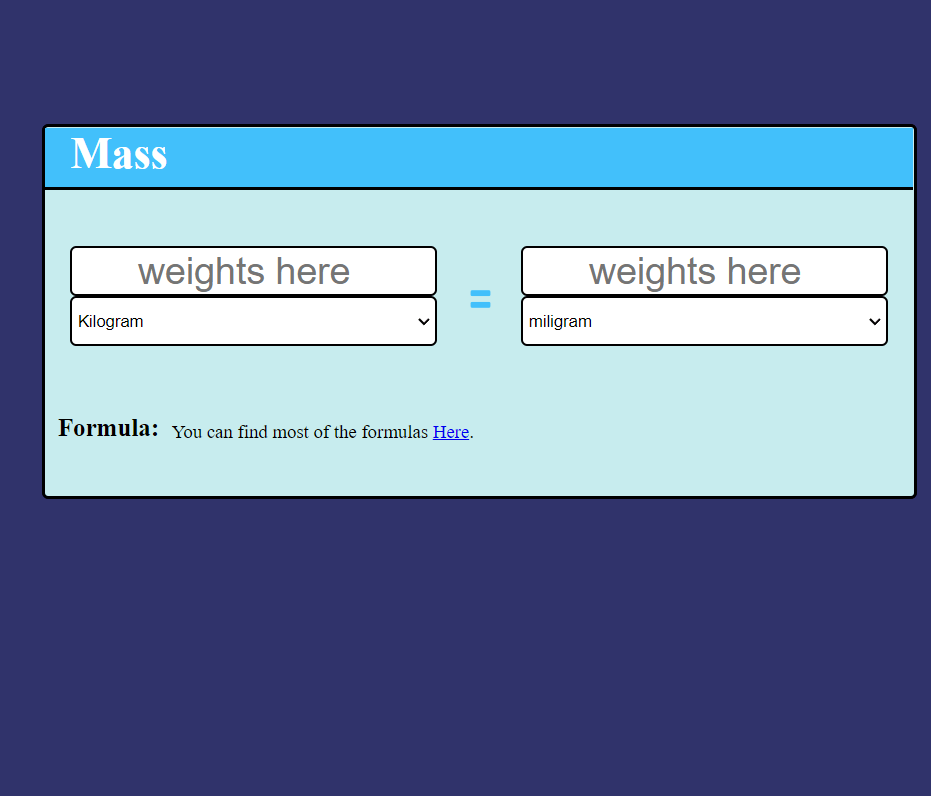 Mass
weights here = weights here
Kilogram miligram
Formula: You can find most of the formulas Here.